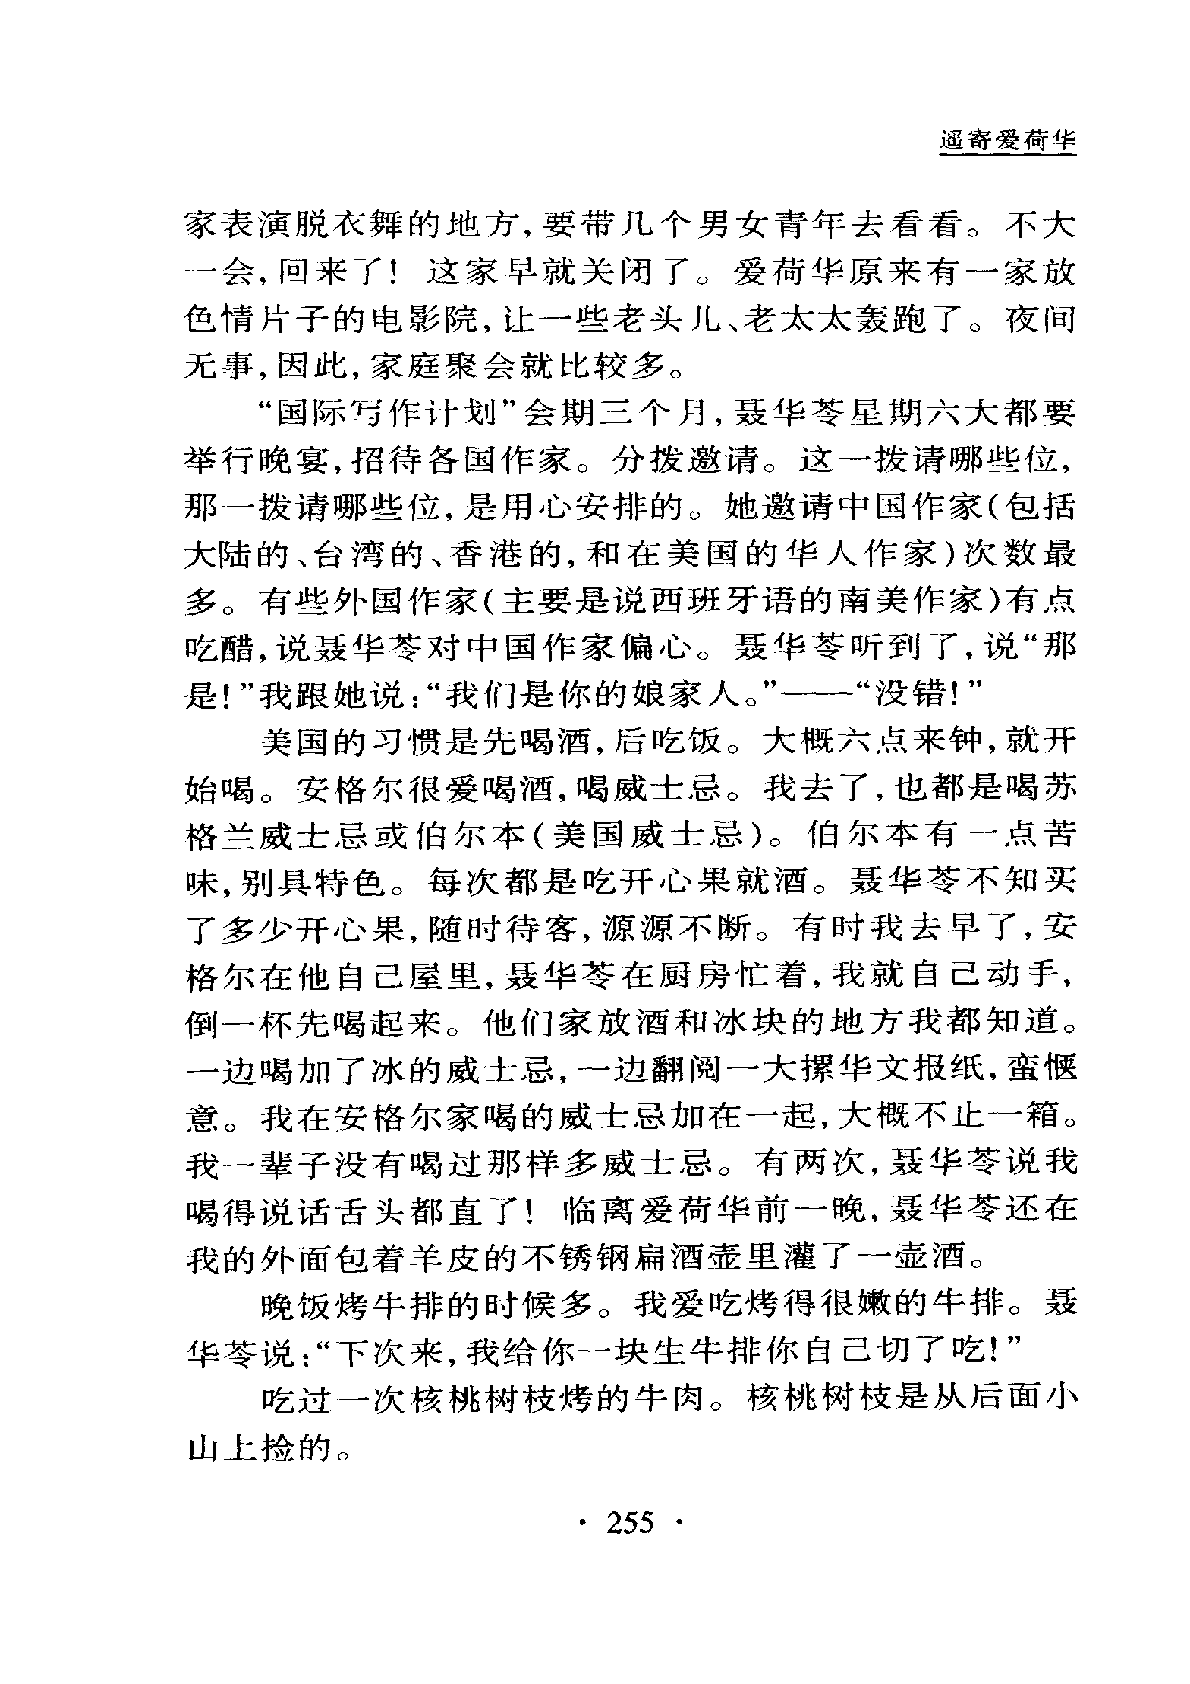 遥寄爱荷华
家表演脱衣舞的地方，要带几个男女青年去看看。不大
一会，回来了！这家早就关闭了。爱荷华原来有一家放
色情片子的电影院，让一些老头儿、老太太轰跑了。夜间
无事，因此，家庭聚会就比较多。
“国际写作计划”会期三个月，聂华苓星期六大都要
举行晚宴，招待各国作家。分拨邀请。这一拨请哪些位，
那一拨请哪些位，是用心安排的。她邀请中国作家（包括
大陆的、台湾的、香港的，和在美国的华人作家）次数最
多。有些外国作家（主要是说西班牙语的南美作家）有点
吃醋，说聂华苓对中国作家偏心。聂华苓听到了，说“那
是！”我跟她说：“我们是你的娘家人。”——“没错！”
美国的习惯是先喝酒，后吃饭。大概六点来钟，就开
始喝。安格尔很爱喝酒，喝威士忌。我去了，也都是喝苏
格兰威士忌或伯尔本（美国威士忌）。伯尔本有一点苦
味，别具特色。每次都是吃开心果就酒。聂华苓不知买
了多少开心果，随时待客，源源不断。有时我去早了，安
格尔在他自己屋里，聂华苓在厨房忙着，我就自己动手，
倒一杯先喝起来。他们家放酒和冰块的地方我都知道。
一边喝加了冰的威士忌，一边翻阅一大摞华文报纸，蛮惬
意。我在安格尔家喝的威士忌加在一起，大概不止一箱。
我一辈子没有喝过那样多威士忌。有两次，聂华苓说我
喝得说话舌头都直了！临离爱荷华前一晚，聂华苓还在
我的外面包着羊皮的不锈钢扁酒壶里灌了一壶酒。
晚饭烤牛排的时候多。我爱吃烤得很嫩的牛排。聂
华苓说：“下次来，我给你一块生牛排你自己切了吃！”
吃过一次核桃树枝烤的牛肉。核桃树枝是从后面小
山上捡的。
· 255 ·